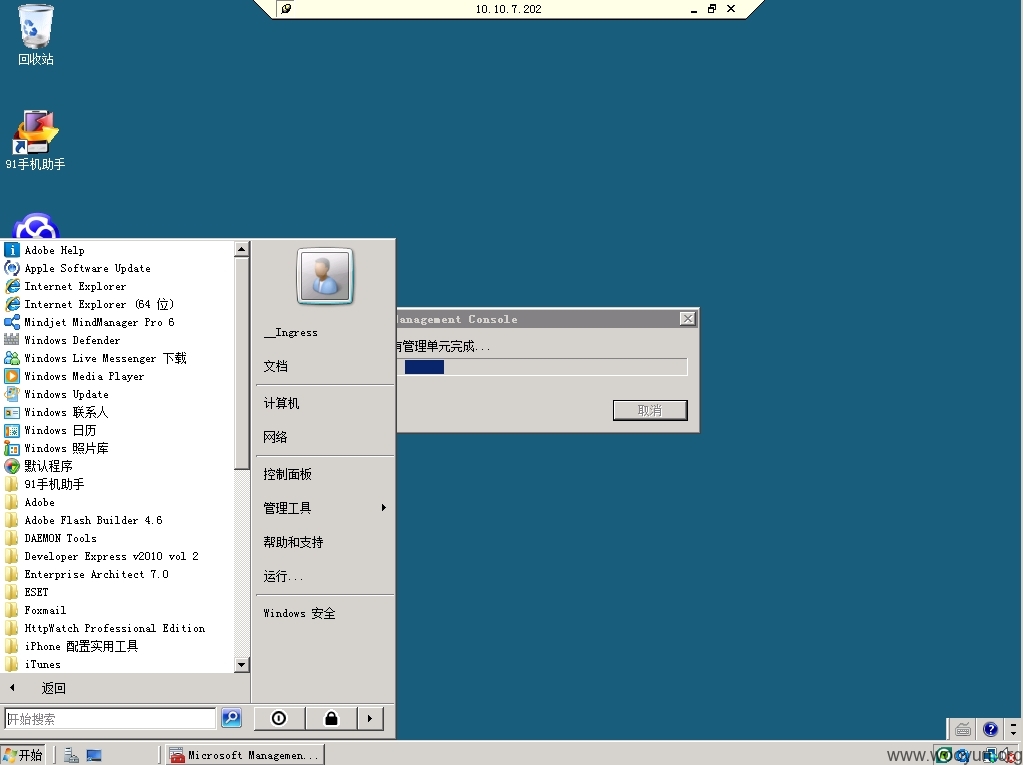 10.10.7.202
回收站
91手机助手
Adobe Help
Apple Software Update
Internet Explorer
Internet Explorer (64 位)
Mindjet MindManager Pro 6
Windows Defender
Windows Live Messenger 下载
Windows Media Player
Windows Update
Windows 联系人
Windows 日历
Windows 照片库
默认程序
91手机助手
Adobe
Adobe Flash Builder 4.6
DAEMON Tools
Developer Express v2010 vol 2
Enterprise Architect 7.0
ESET
Foxmail
HttpWatch Professional Edition
iPhone 配置实用工具
iTunes
返回
开始搜索
__Ingress
文档
计算机
网络
控制面板
管理工具
帮助和支持
运行...
Windows 安全
Management Console
有管理单元完成...
取消
开始
Microsoft Managemen...
www.wooyun.org